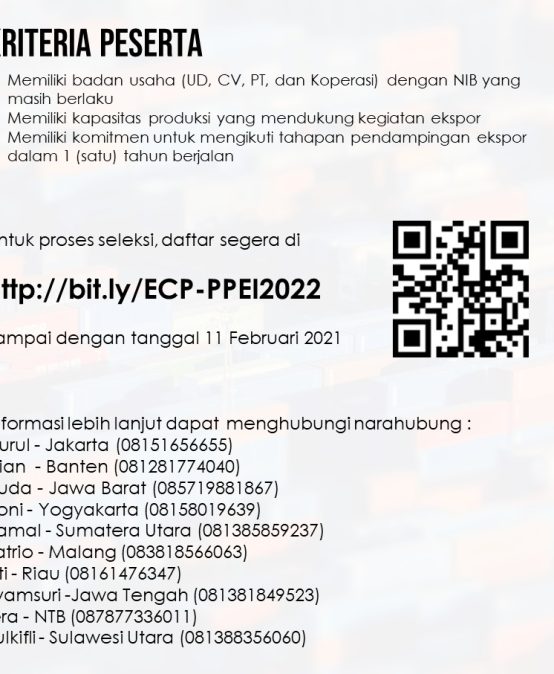 RITERIA PESERTA
Memiliki badan usaha (UD, CV, PT, dan Koperasi) dengan NIB yang
masih berlaku
Memiliki kapasitas produksi yang mendukung kegiatan ekspor
Memiliki komitmen untuk mengikuti tahapan pendampingan ekspor
dalam 1 (satu) tahun berjalan
ntuk proses seleksi, daftar segera di
ttp://bit.ly/ECP-PPEI2022
ampai dengan tanggal 11 Februari 2021
nformasi lebih lanjut dapat menghubungi narahubung :
urul - Jakarta (08151656655)
ian - Banten (081281774040)
uda - Jawa Barat (085719881867)
oni - Yogyakarta (08158019639)
amal - Sumatera Utara (081385859237)
atrio - Malang (083818566063)
ti - Riau (08161476347)
yamsuri -Jawa Tengah (081381849523)
era - NTB (087877336011)
ulkifli - Sulawesi Utara (081388356060)